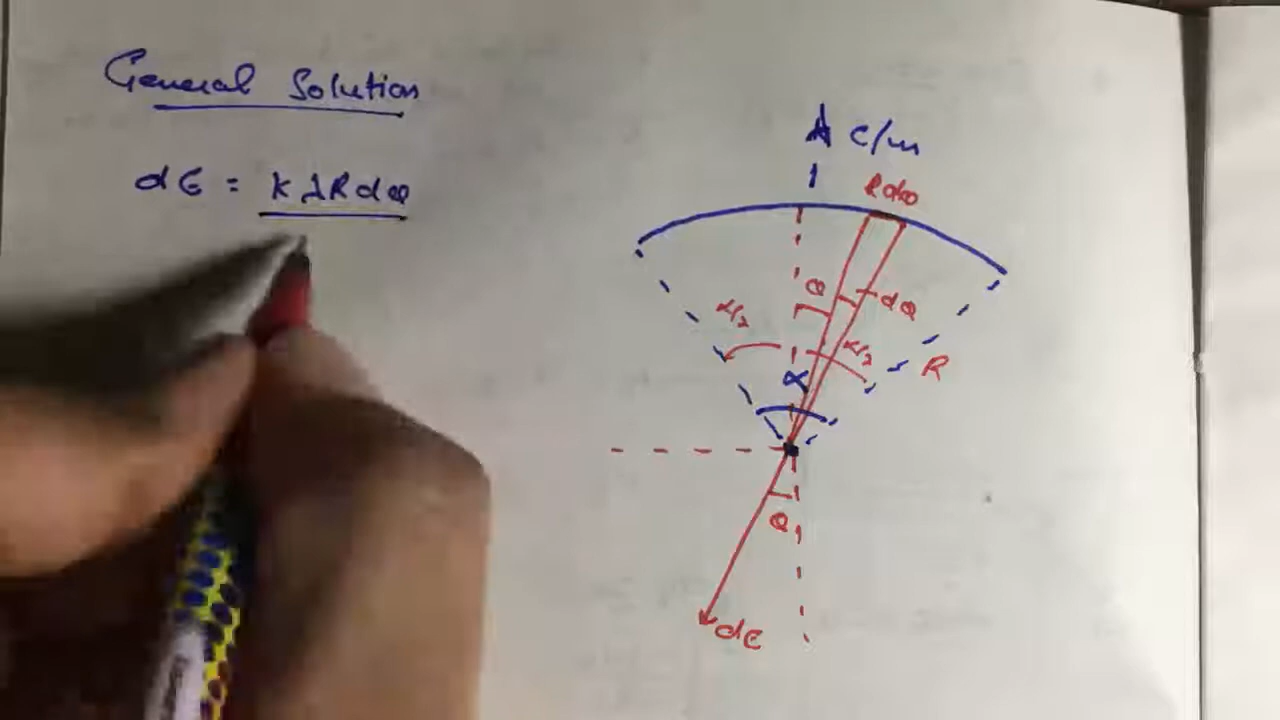 General Solution
dE = kλRdθ
λ C/m
Rdθ
θ
dθ
α/2
α/2
R
α
θ
dE